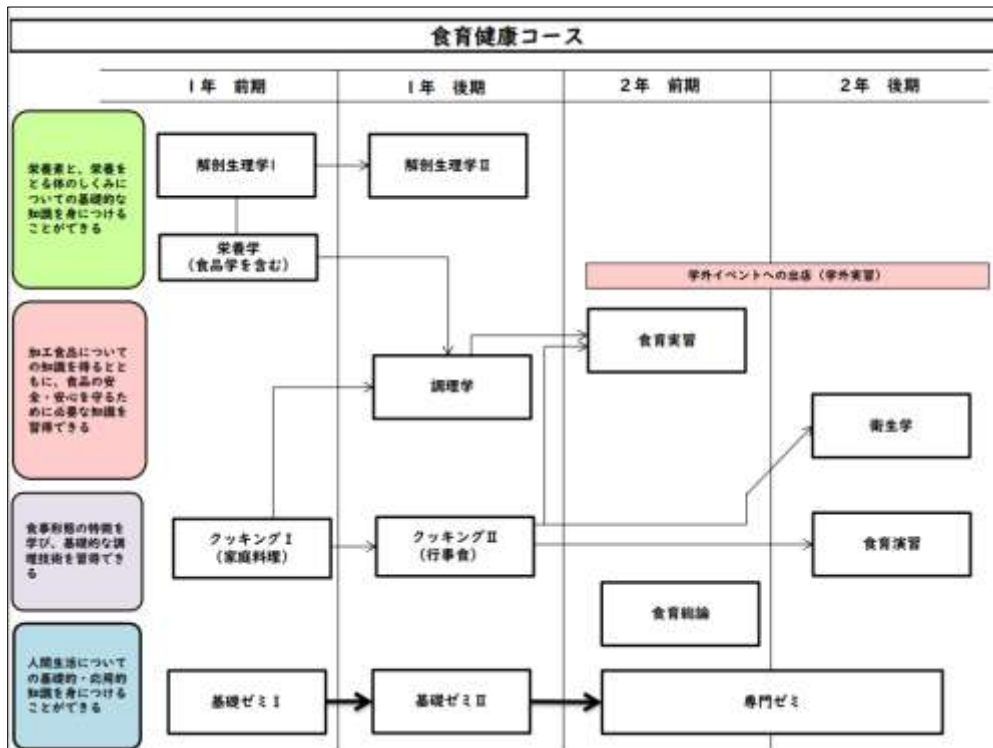 食育健康コース
1年 前期
1年 後期
2年 前期
2年 後期
栄養素と、栄養を
とる体のしくみに
ついての基礎的な
知識を身につける
ことができる
解剖生理学I
解剖生理学Ⅱ
栄養学
(食品学を含む)
学外イベントへの出店(学外実習)
加工食品について
の知識を得るとと
もに、食品の安
全・安心を守るた
めに必要な知識を
習得できる
食育実習
調理学
衛生学
食事形態の特徴を
学び、基礎的な調
理技術を習得でき
る
クッキングⅠ
(家庭料理)
クッキングⅡ
(行事食)
食育演習
食育総論
人間生活について
の基礎的・応用的
知識を身につける
ことができる
基礎ゼミⅠ
基礎ゼミⅡ
専門ゼミ